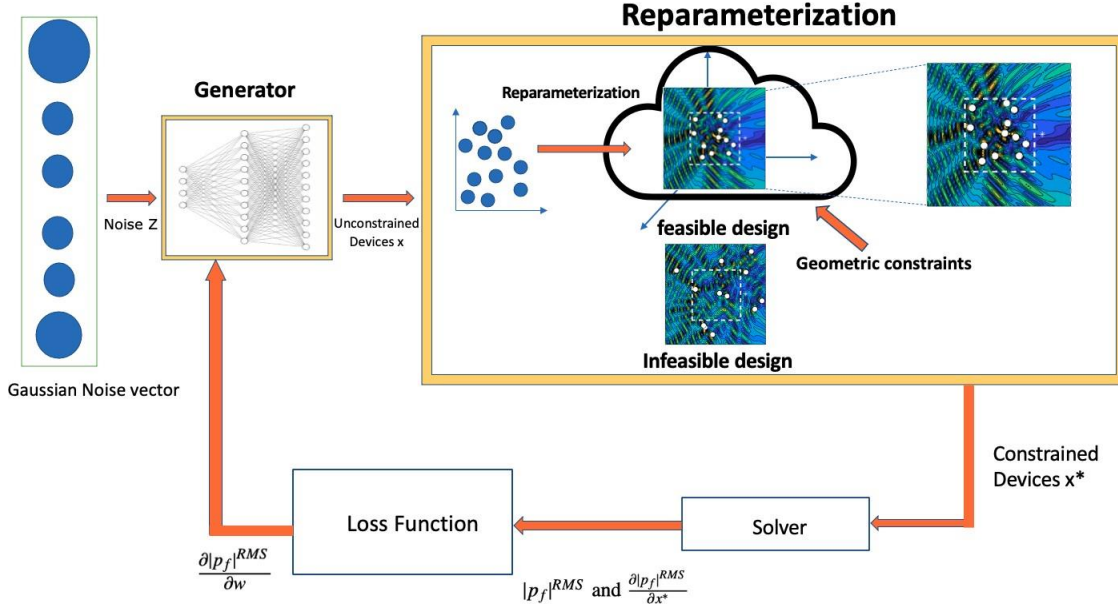 Reparameterization
Generator
Reparameterization
Noise Z
Unconstrained
Devices x
feasible design
Geometric constraints
Infeasible design
Gaussian Noise vector
Constrained
Devices x*
Loss Function
Solver
∂|p_f|^{RMS}
∂w
|p_f|^{RMS} and ∂|p_f|^{RMS}/∂x*